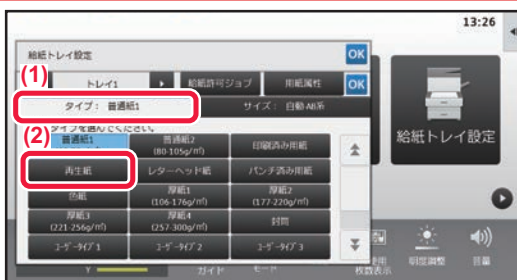 13:26
給紙トレイ設定
OK
(1)
トレイ1
給紙許可ジョブ
用紙属性
OK
タイプ： 普通紙1
サイズ： 自動-AB系
(2)
タイプを選んでください。
普通紙1
普通紙2
(80-105g/m²)
印刷済み用紙
再生紙
レターヘッド紙
パンチ済み用紙
色紙
厚紙1
(106-176g/m²)
厚紙2
(177-220g/m²)
厚紙3
(221-256g/m²)
厚紙4
(257-300g/m²)
封筒
ユーザータイプ1
ユーザータイプ2
ユーザータイプ3
給紙トレイ設定
枚数表示
明度調整
音量
Y
ガイド
モード